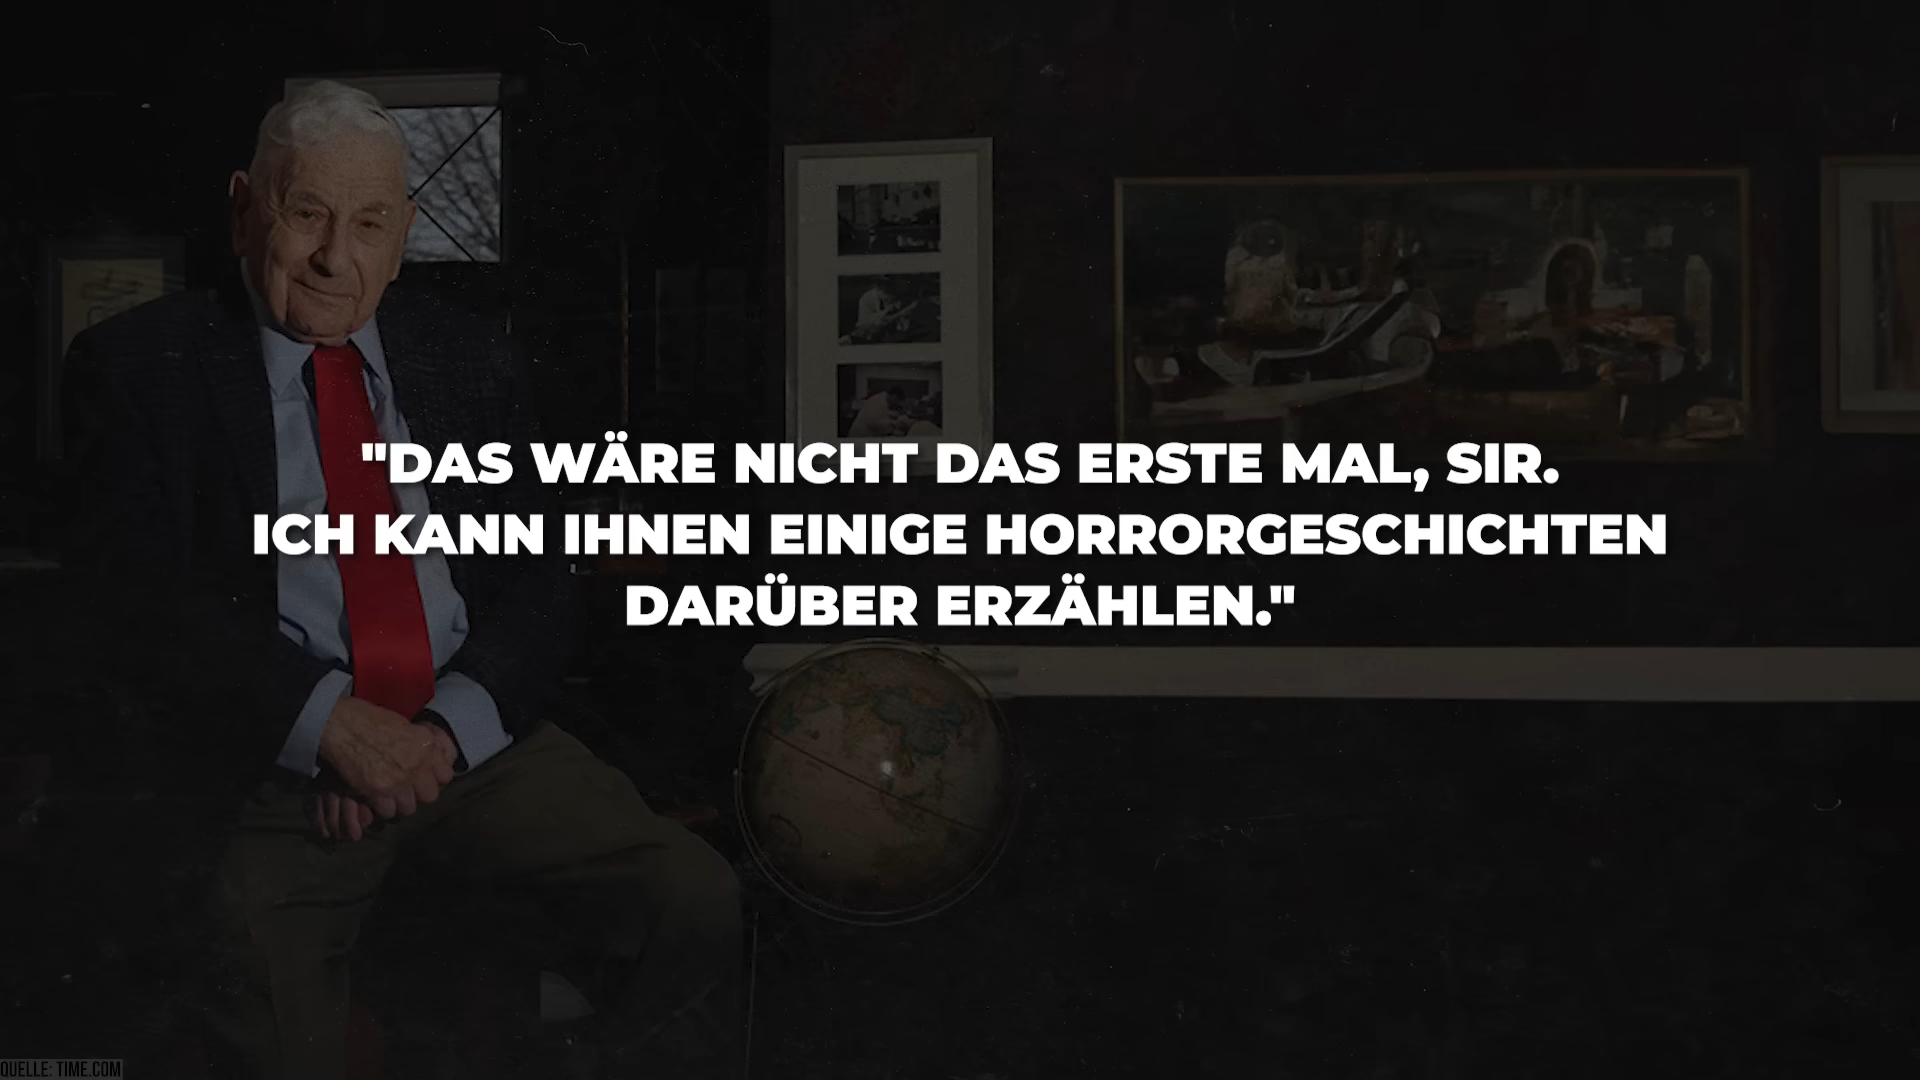 "DAS WÄRE NICHT DAS ERSTE MAL, SIR.
ICH KANN IHNEN EINIGE HORRORGESCHICHTEN
DARÜBER ERZÄHLEN."
QUELLE: TIME.COM